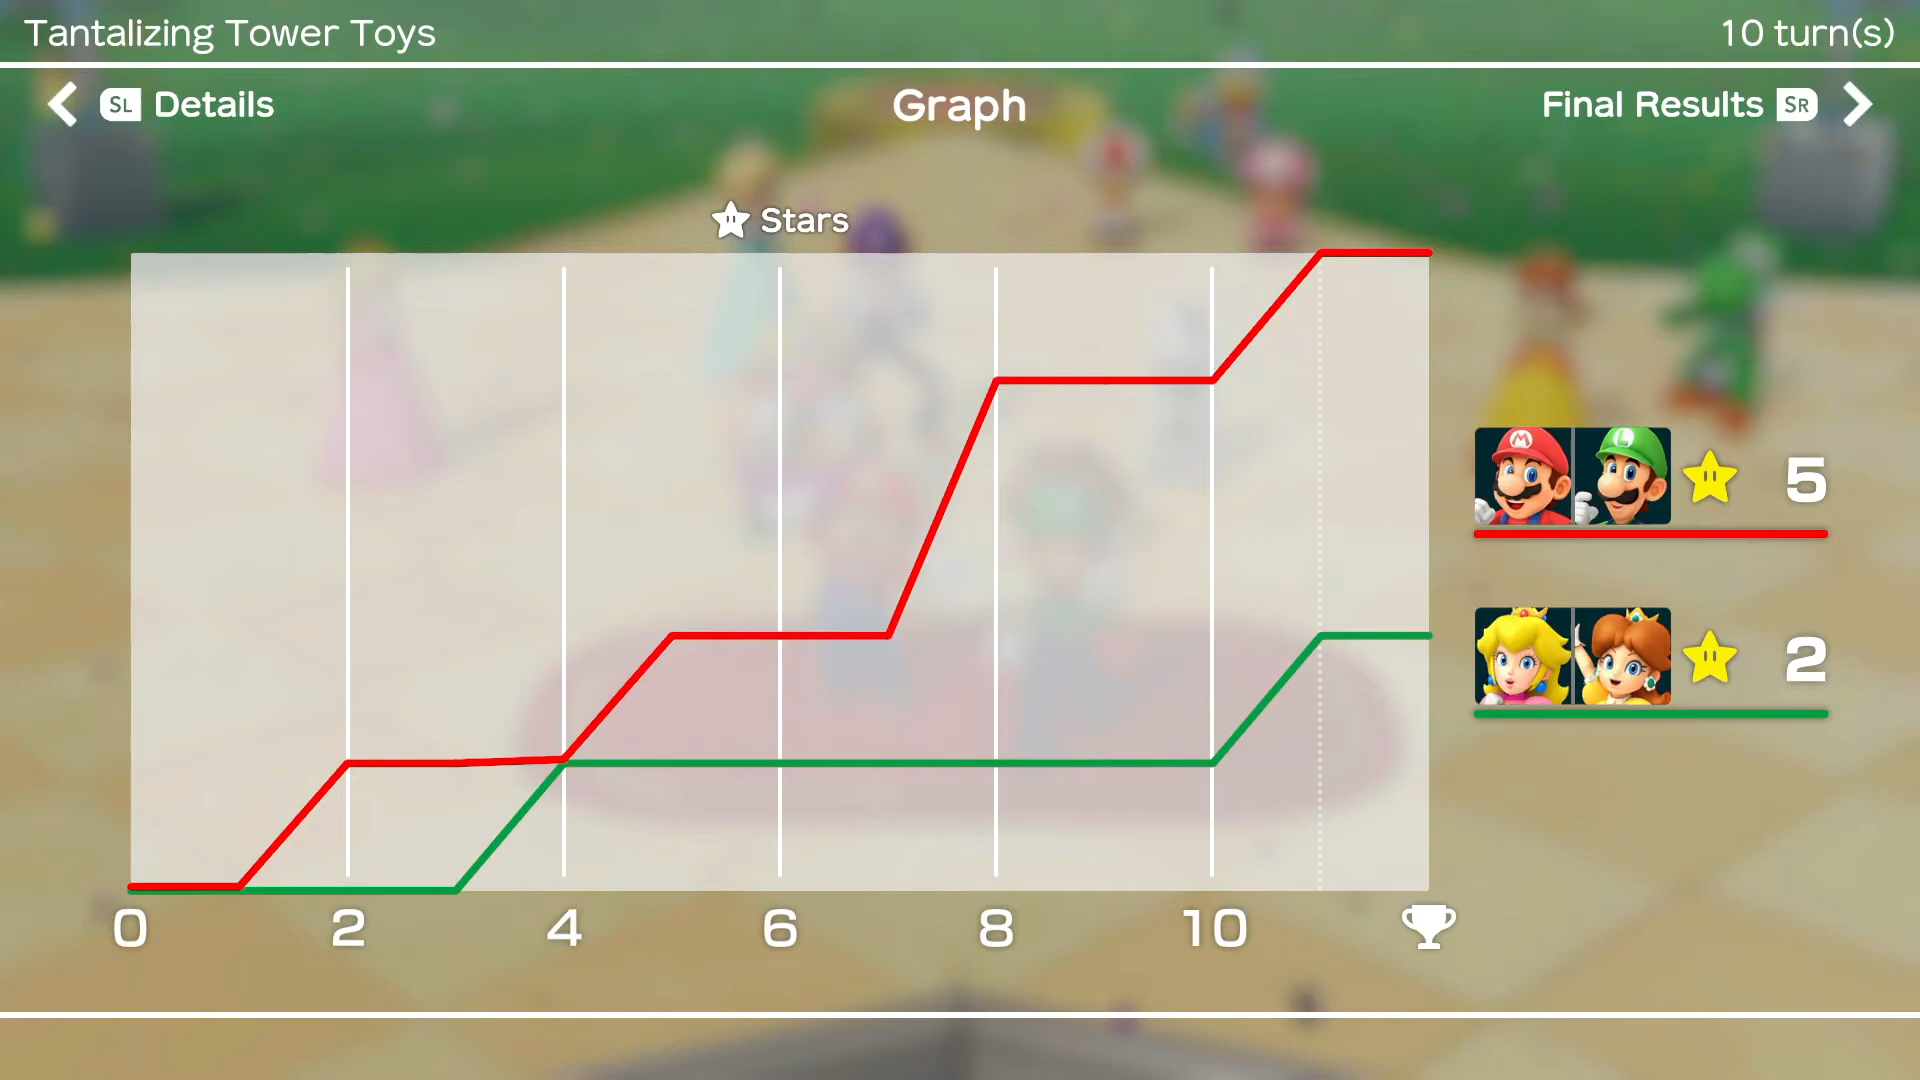 Tantalizing Tower Toys
10 turn(s)
SL Details
Graph
Final Results SR
Stars
M
L
5
2
0 2 4 6 8 10